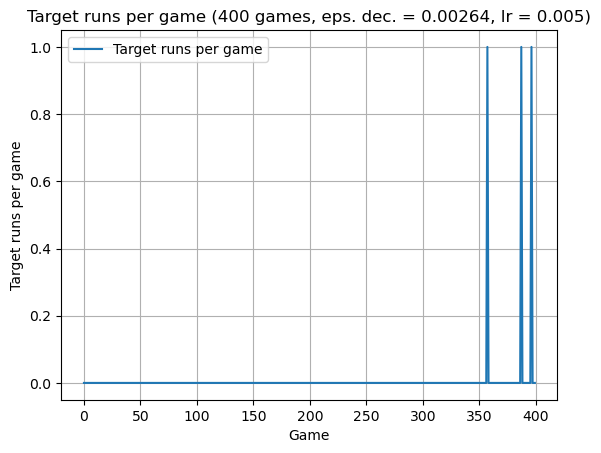 Target runs per game (400 games, eps. dec. = 0.00264, lr = 0.005)
Target runs per game
1.0
0.8
0.6
0.4
0.2
0.0
Target runs per game
0 50 100 150 200 250 300 350 400
Game